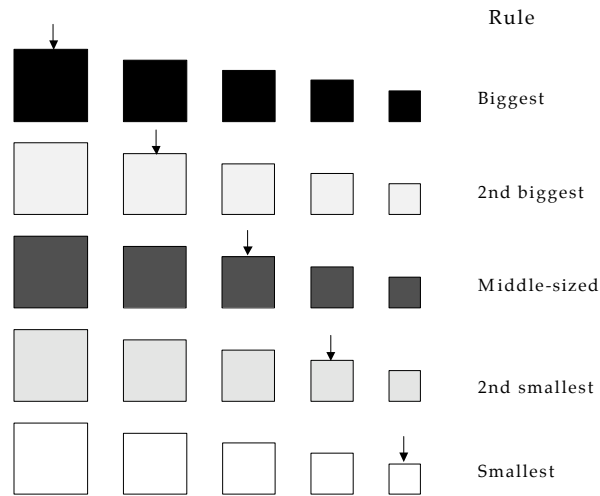 Rule
Biggest
2nd biggest
Middle-sized
2nd smallest
Smallest